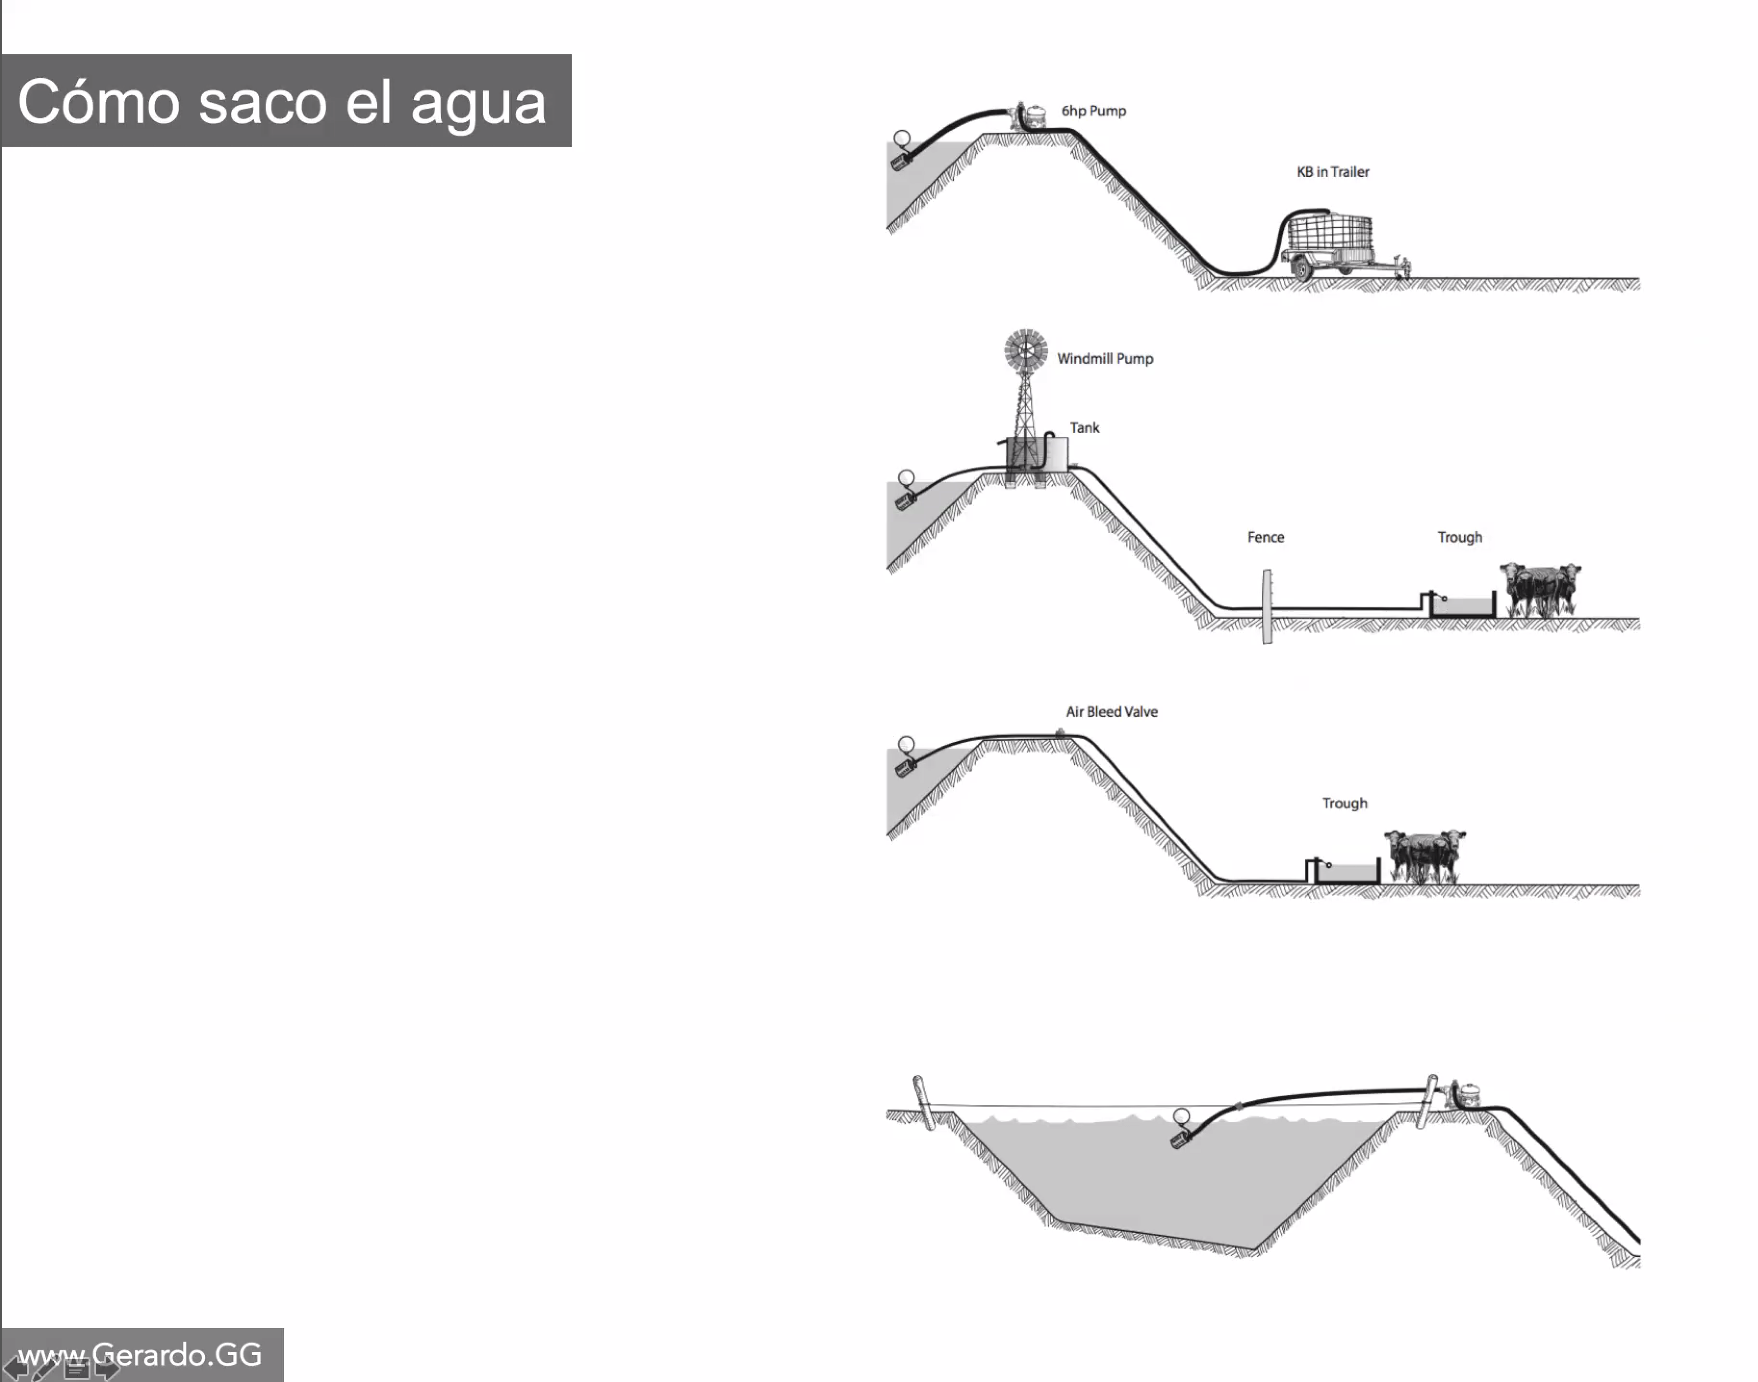 Cómo saco el agua
6hp Pump
KB in Trailer
Windmill Pump
Tank
Fence
Trough
Air Bleed Valve
Trough
www.Gerardo.GG